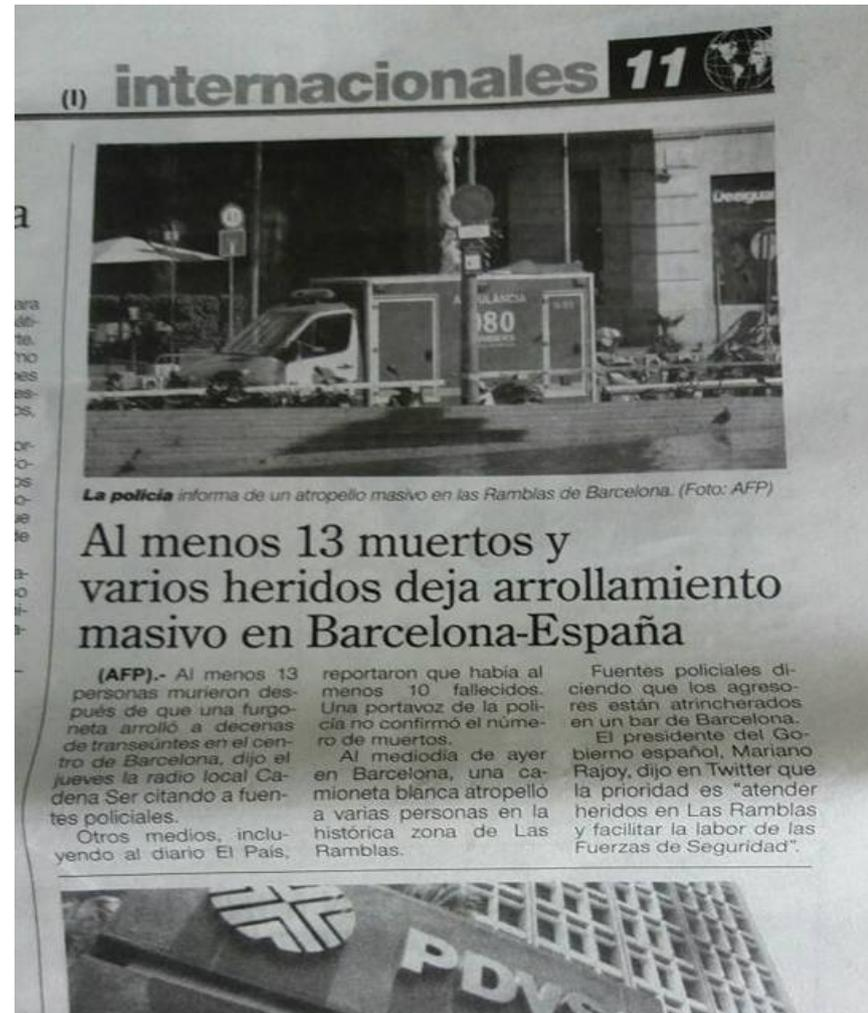 (I) internacionales 11
Desigual
AMBULÀNCIA
080
La policía informa de un atropello masivo en las Ramblas de Barcelona. (Foto: AFP)
Al menos 13 muertos y
varios heridos deja arrollamiento
masivo en Barcelona-España
(AFP).- Al menos 13
personas murieron des-
pués de que una furgo-
neta arrolló a decenas
de transeúntes en el cen-
tro de Barcelona, dijo el
jueves la radio local Ca-
dena Ser citando a fuen-
tes policiales.
Otros medios, inclu-
yendo al diario El País,
reportaron que había al
menos 10 fallecidos.
Una portavoz de la poli-
cía no confirmó el núme-
ro de muertos.
Al mediodía de ayer
en Barcelona, una ca-
mioneta blanca atropelló
a varias personas en la
histórica zona de Las
Ramblas.
Fuentes policiales di-
ciendo que los agreso-
res están atrincherados
en un bar de Barcelona.
El presidente del Go-
bierno español, Mariano
Rajoy, dijo en Twitter que
la prioridad es "atender
heridos en Las Ramblas
y facilitar la labor de las
Fuerzas de Seguridad".
PDVS